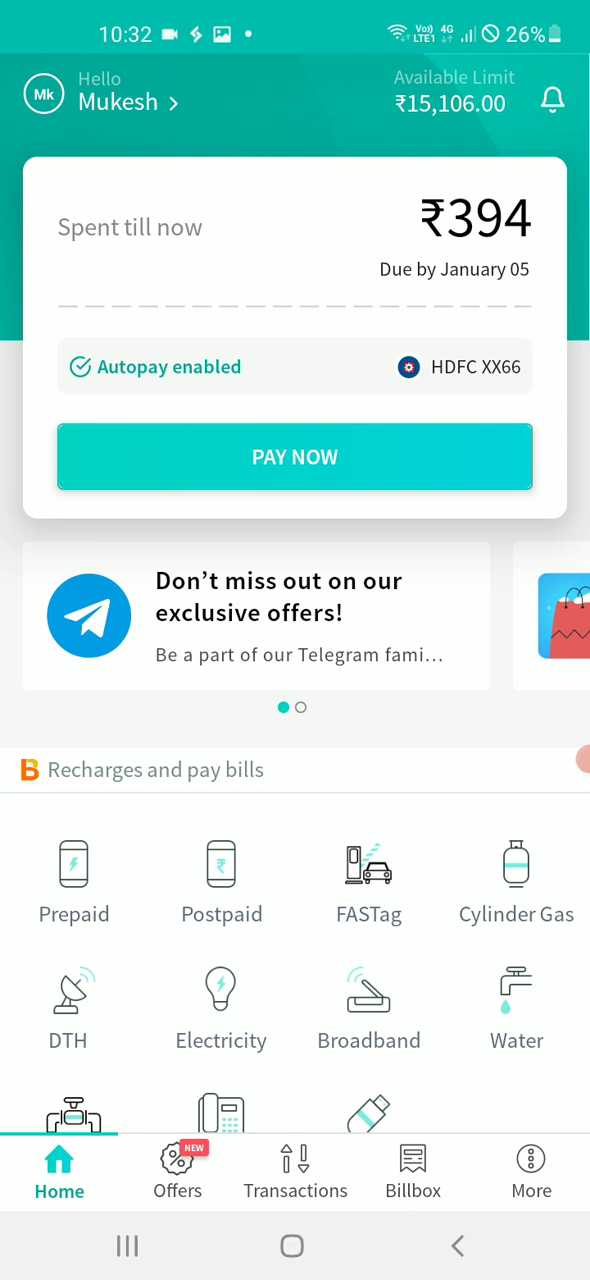 10:32
Vo)) 4G
LTE1
26%
Hello
Mk
Mukesh
Available Limit
₹15,106.00
Spent till now
₹394
Due by January 05
Autopay enabled
HDFC XX66
PAY NOW
Don’t miss out on our
exclusive offers!
Be a part of our Telegram fami...
B Recharges and pay bills
Prepaid Postpaid FASTag Cylinder Gas
DTH Electricity Broadband Water
NEW
Home Offers Transactions Billbox More